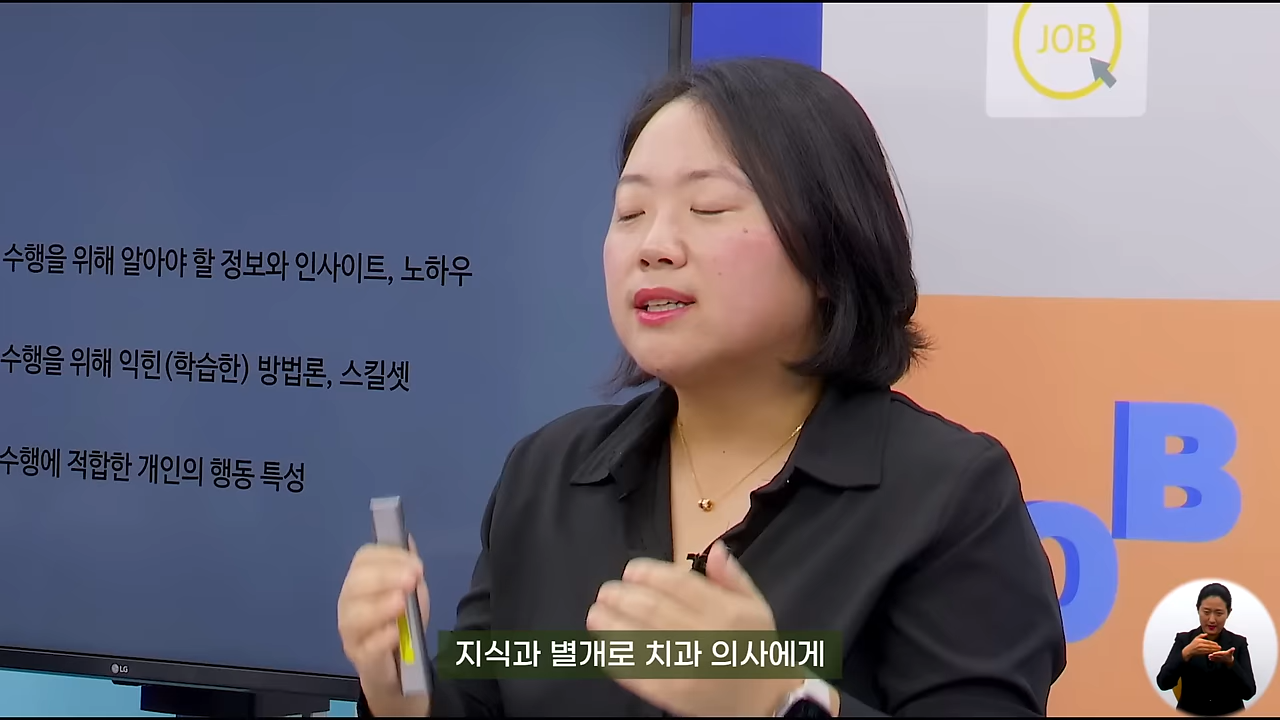 JOB
수행을 위해 알아야 할 정보와 인사이트, 노하우
수행을 위해 익힌(학습한) 방법론, 스킬셋
수행에 적합한 개인의 행동 특성
OB
LG
지식과 별개로 치과 의사에게